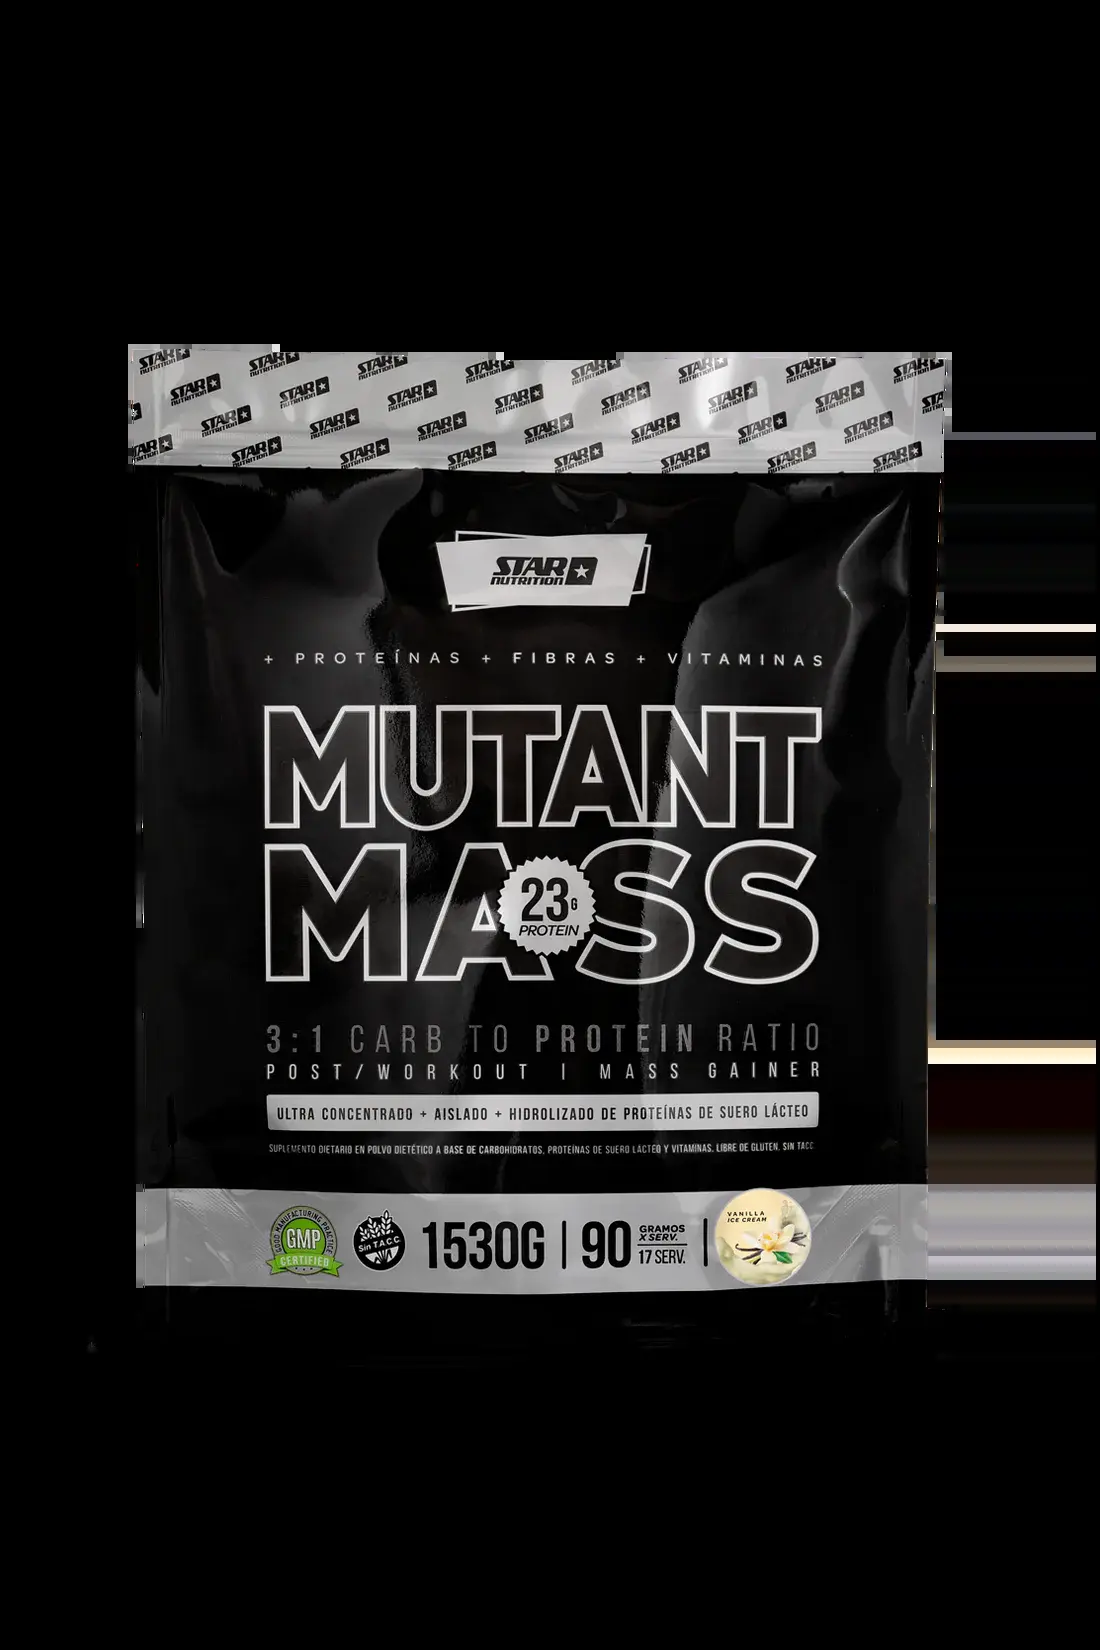 STAR
NUTRITION
+ PROTEÍNAS + FIBRAS + VITAMINAS
MUTANT
MASS
23G
PROTEIN
3:1 CARB TO PROTEIN RATIO
POST/WORKOUT | MASS GAINER
ULTRA CONCENTRADO + AISLADO + HIDROLIZADO DE PROTEÍNAS DE SUERO LÁCTEO
SUPLEMENTO DIETARIO EN POLVO DIETÉTICO A BASE DE CARBOHIDRATOS, PROTEÍNAS DE SUERO LÁCTEO Y VITAMINAS. LIBRE DE GLUTEN. SIN TACC
GOOD MANUFACTURING PRACTICE
GMP
CERTIFIED
Sin T.A.C.C.
1530G | 90 GRAMOS
X SERV.
17 SERV.
VANILLA
ICE CREAM